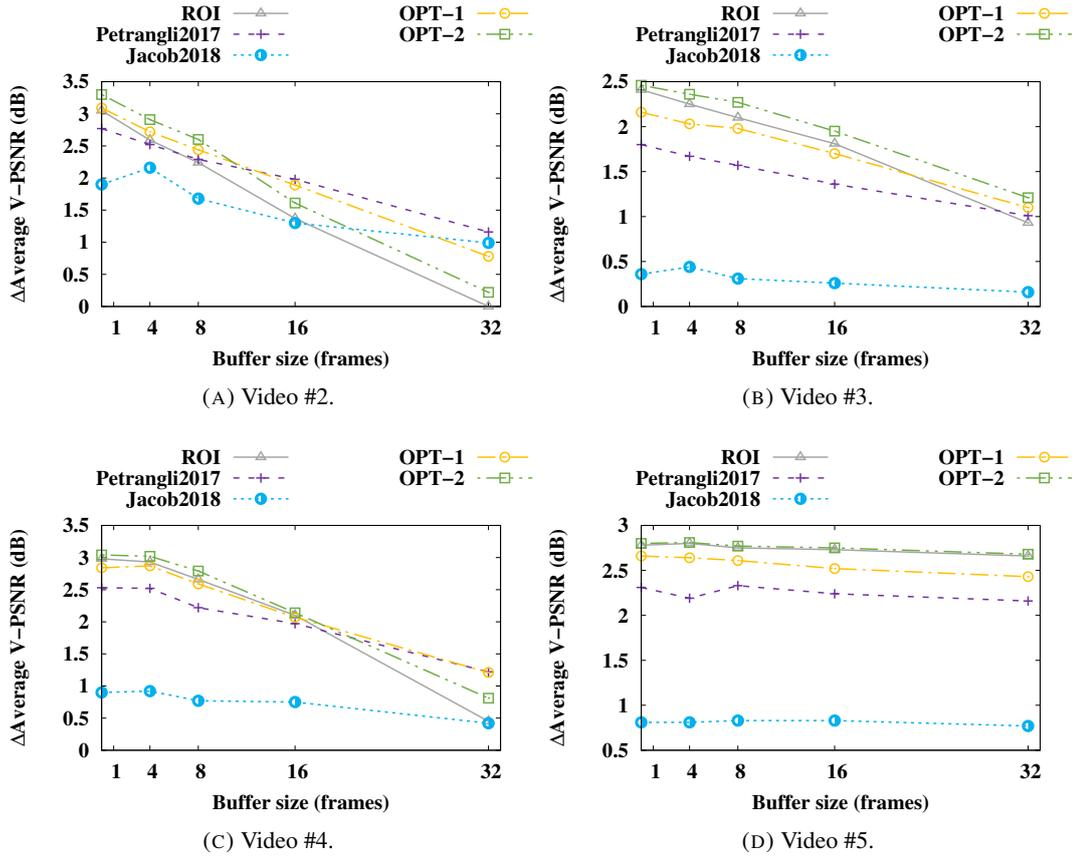 ROI
Petrangli2017
Jacob2018
OPT−1
OPT−2
ΔAverage V−PSNR (dB)
3.5
3
2.5
2
1.5
1
0.5
0
1 4 8 16 32
Buffer size (frames)
(A) Video #2.
ROI
Petrangli2017
Jacob2018
OPT−1
OPT−2
ΔAverage V−PSNR (dB)
2.5
2
1.5
1
0.5
0
1 4 8 16 32
Buffer size (frames)
(B) Video #3.
ROI
Petrangli2017
Jacob2018
OPT−1
OPT−2
ΔAverage V−PSNR (dB)
3.5
3
2.5
2
1.5
1
0.5
0
1 4 8 16 32
Buffer size (frames)
(C) Video #4.
ROI
Petrangli2017
Jacob2018
OPT−1
OPT−2
ΔAverage V−PSNR (dB)
3
2.5
2
1.5
1
0.5
1 4 8 16 32
Buffer size (frames)
(D) Video #5.